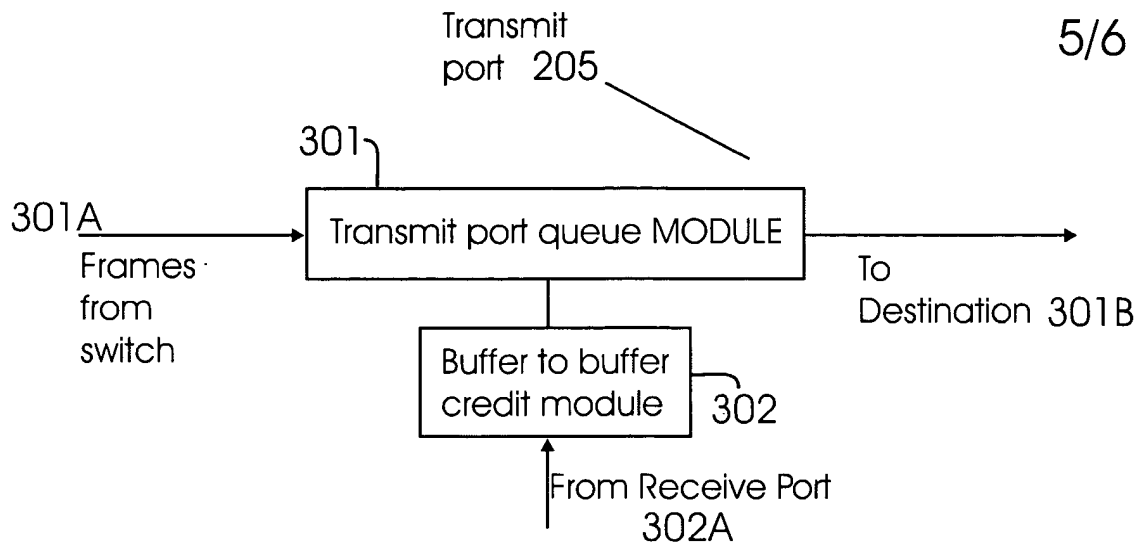 Transmit
port 205
5/6
301
301A
Transmit port queue MODULE
Frames
from
switch
To
Destination 301B
Buffer to buffer
credit module
302
From Receive Port
302A